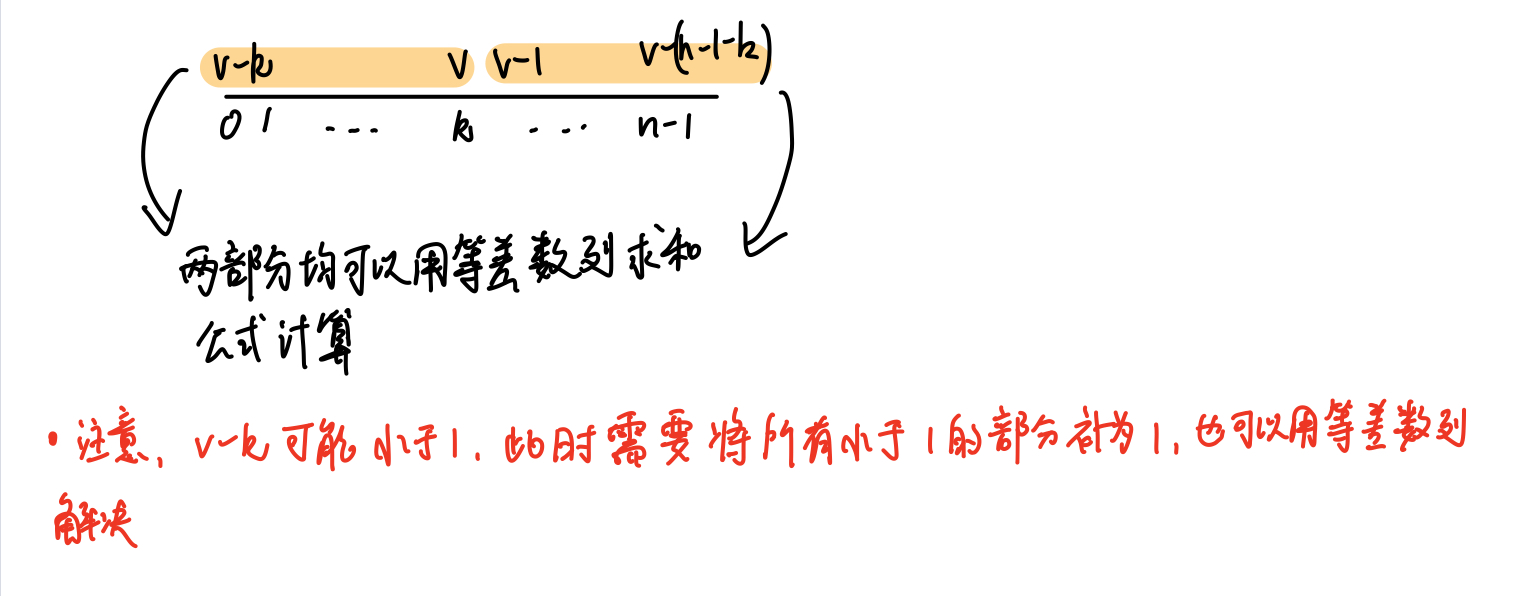 v-k v v-1 v-(n-1-k)
0 1 ... k ... n-1
两部分均可以用等差数列求和
公式计算
• 注意, v-k 可能小于1, 此时需要将所有小于1的部分补为1, 也可以用等差数列
解决